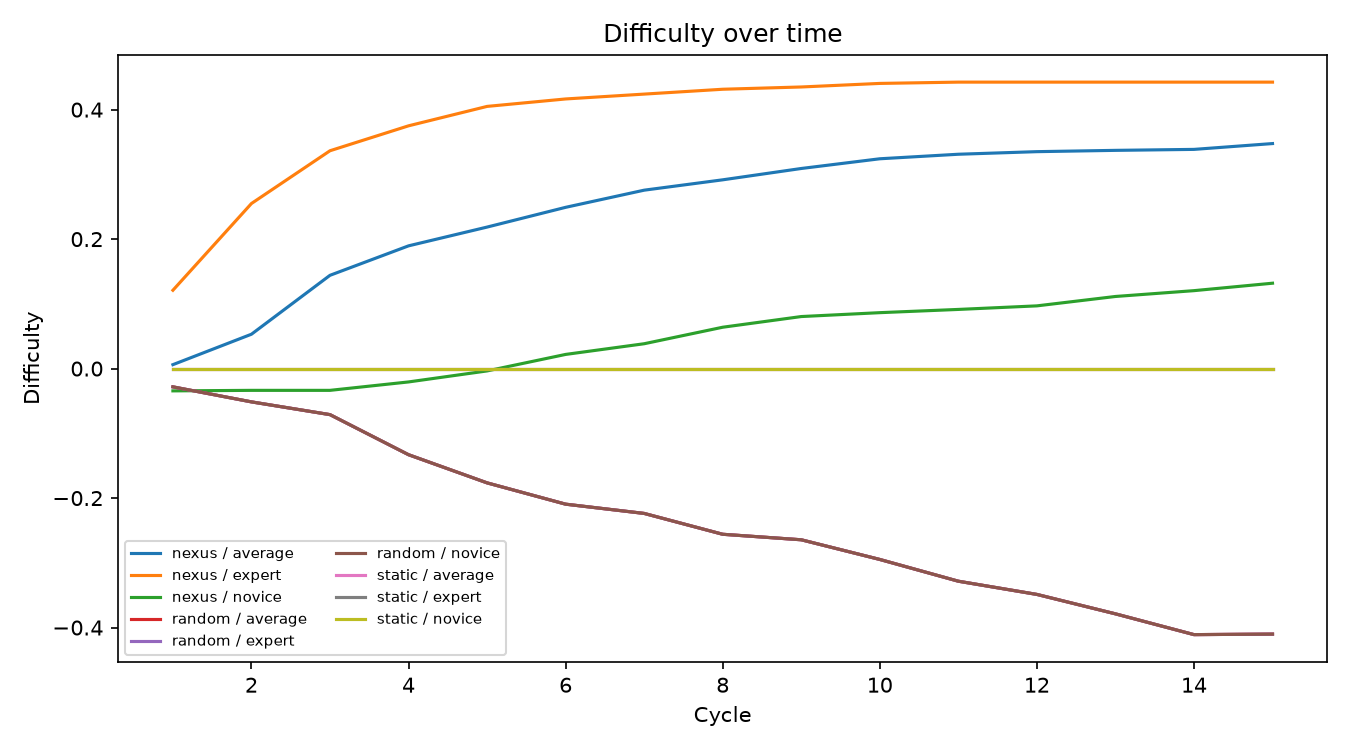 Difficulty over time
Difficulty
0.4
0.2
0.0
−0.2
−0.4
nexus / average
nexus / expert
nexus / novice
random / average
random / expert
random / novice
static / average
static / expert
static / novice
2 4 6 8 10 12 14
Cycle